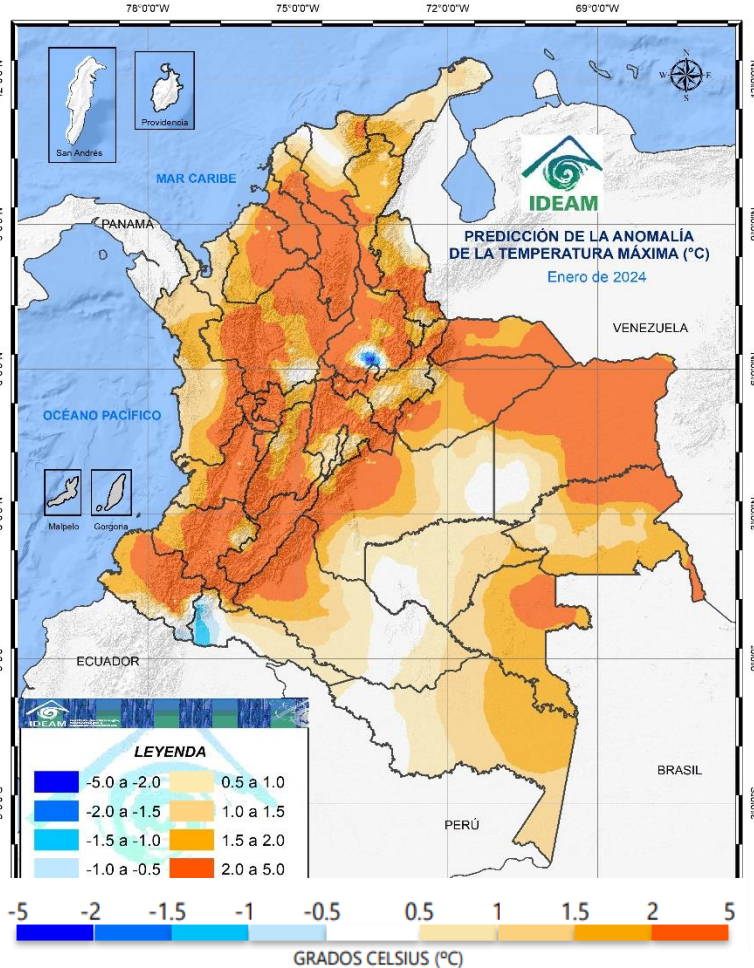 78°0'0"W 75°0'0"W 72°0'0"W 69°0'0"W
San Andrés
Providencia
N
W E
S
MAR CARIBE
IDEAM
PANAMÁ
PREDICCIÓN DE LA ANOMALÍA
DE LA TEMPERATURA MÁXIMA (°C)
Enero de 2024
VENEZUELA
OCÉANO PACÍFICO
Malpelo
Gorgona
ECUADOR
IDEAM
LEYENDA
-5.0 a -2.0 0.5 a 1.0
-2.0 a -1.5 1.0 a 1.5
-1.5 a -1.0 1.5 a 2.0
-1.0 a -0.5 2.0 a 5.0
BRASIL
PERÚ
-5 -2 -1.5 -1 -0.5 0.5 1 1.5 2 5
GRADOS CELSIUS (ºC)